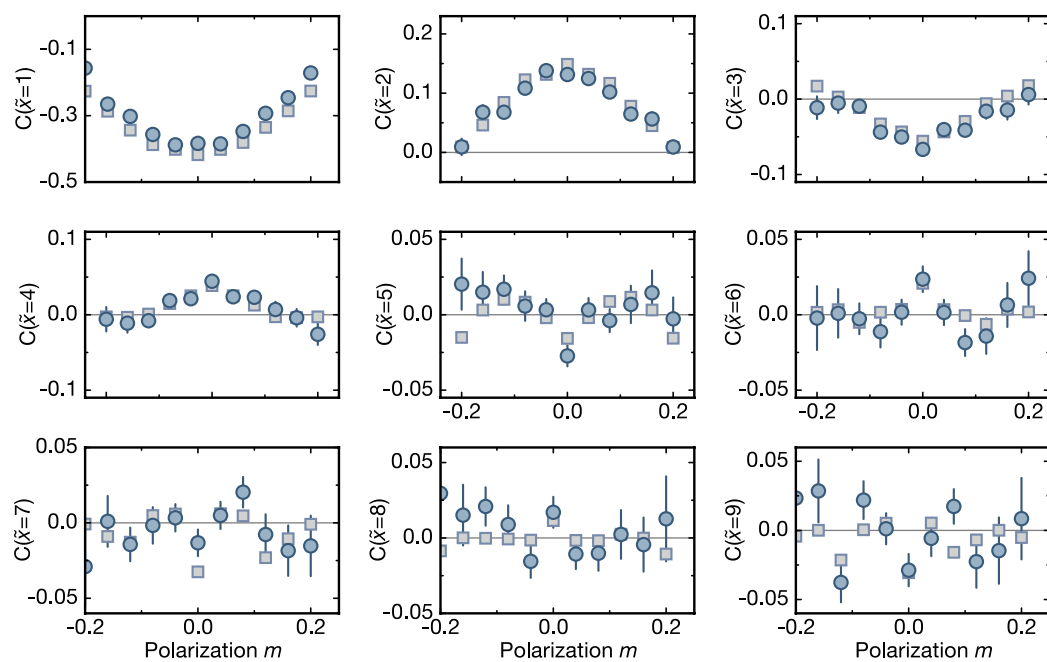 C(x̃=1)
-0.1
-0.3
-0.5
C(x̃=2)
0.2
0.1
0.0
C(x̃=3)
0.1
0.0
-0.1
C(x̃=4)
0.1
0.0
-0.1
C(x̃=5)
0.05
0.00
-0.05
-0.2 0.0 0.2
C(x̃=6)
0.05
0.00
-0.05
-0.2 0.0 0.2
C(x̃=7)
0.05
0.00
-0.05
-0.2 0.0 0.2
Polarization m
C(x̃=8)
0.05
0.00
-0.05
-0.2 0.0 0.2
Polarization m
C(x̃=9)
0.05
0.00
-0.05
-0.2 0.0 0.2
Polarization m